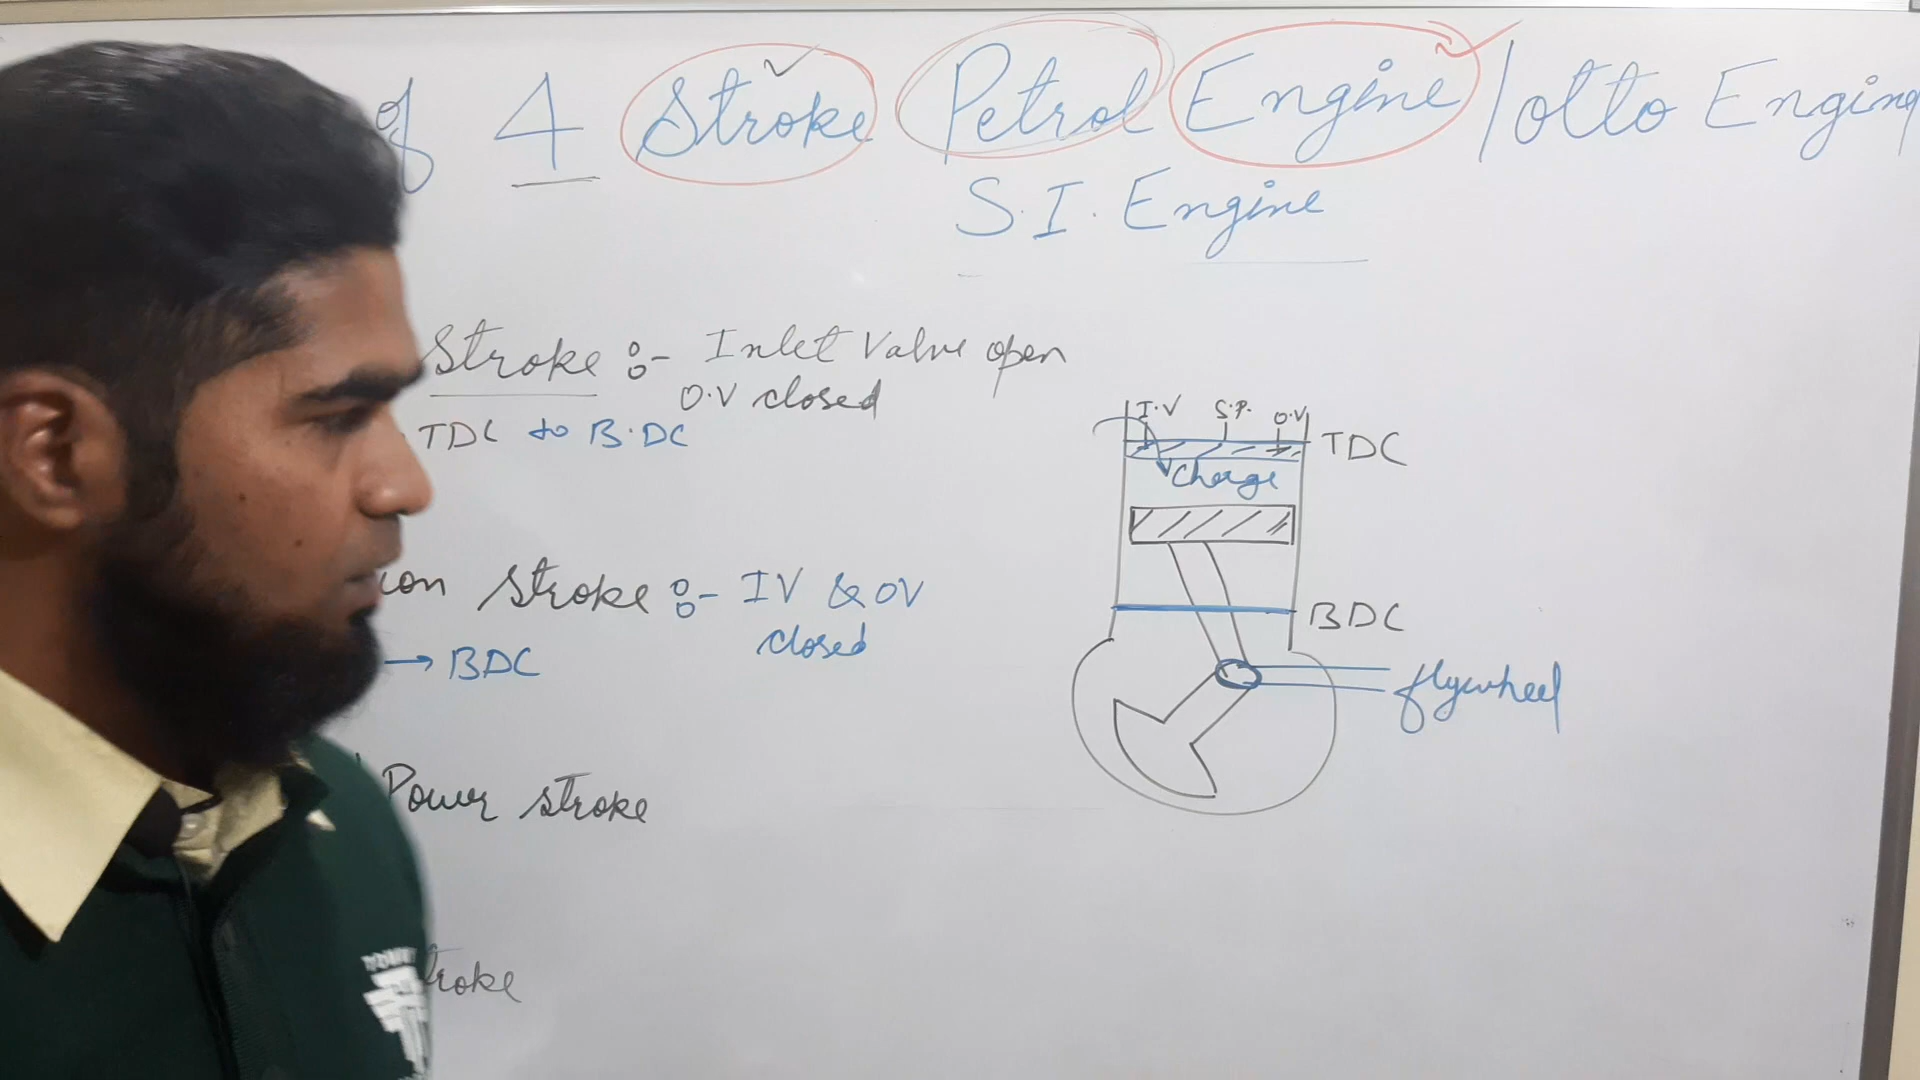 of 4 Stroke Petrol Engine / otto Engine
S.I. Engine
Stroke :- Inlet Valve open
O.V closed
TDC to B.DC
I.V S.P. O.V
TDC
Charge
ion stroke :- IV & OV
closed
→ BDC
BDC
flywheel
Power stroke
troke